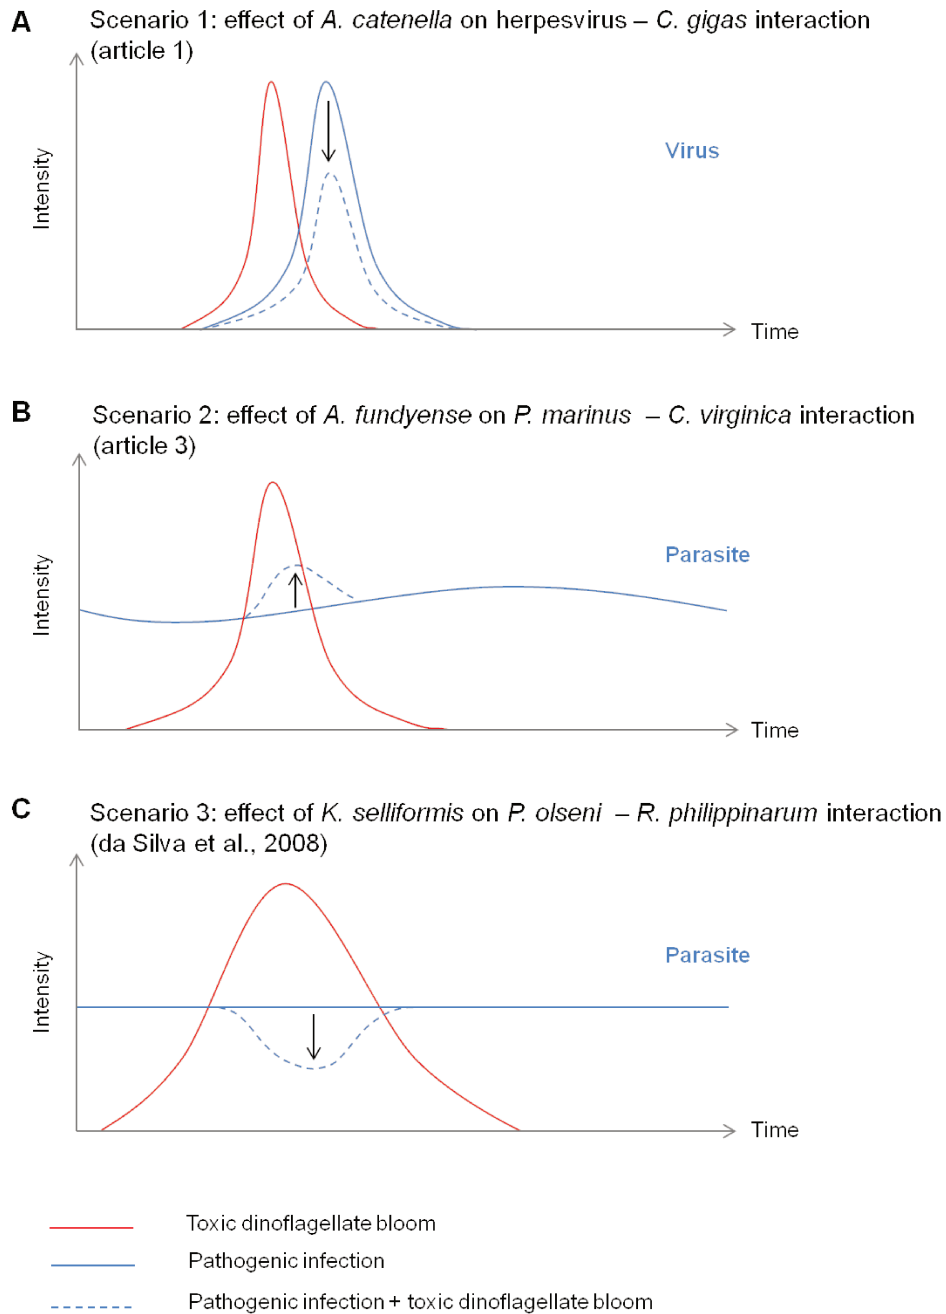 A Scenario 1: effect of A. catenella on herpesvirus – C. gigas interaction
(article 1)
Intensity
Virus
Time
B Scenario 2: effect of A. fundyense on P. marinus – C. virginica interaction
(article 3)
Intensity
Parasite
Time
C Scenario 3: effect of K. selliformis on P. olseni – R. philippinarum interaction
(da Silva et al., 2008)
Intensity
Parasite
Time
Toxic dinoflagellate bloom
Pathogenic infection
Pathogenic infection + toxic dinoflagellate bloom